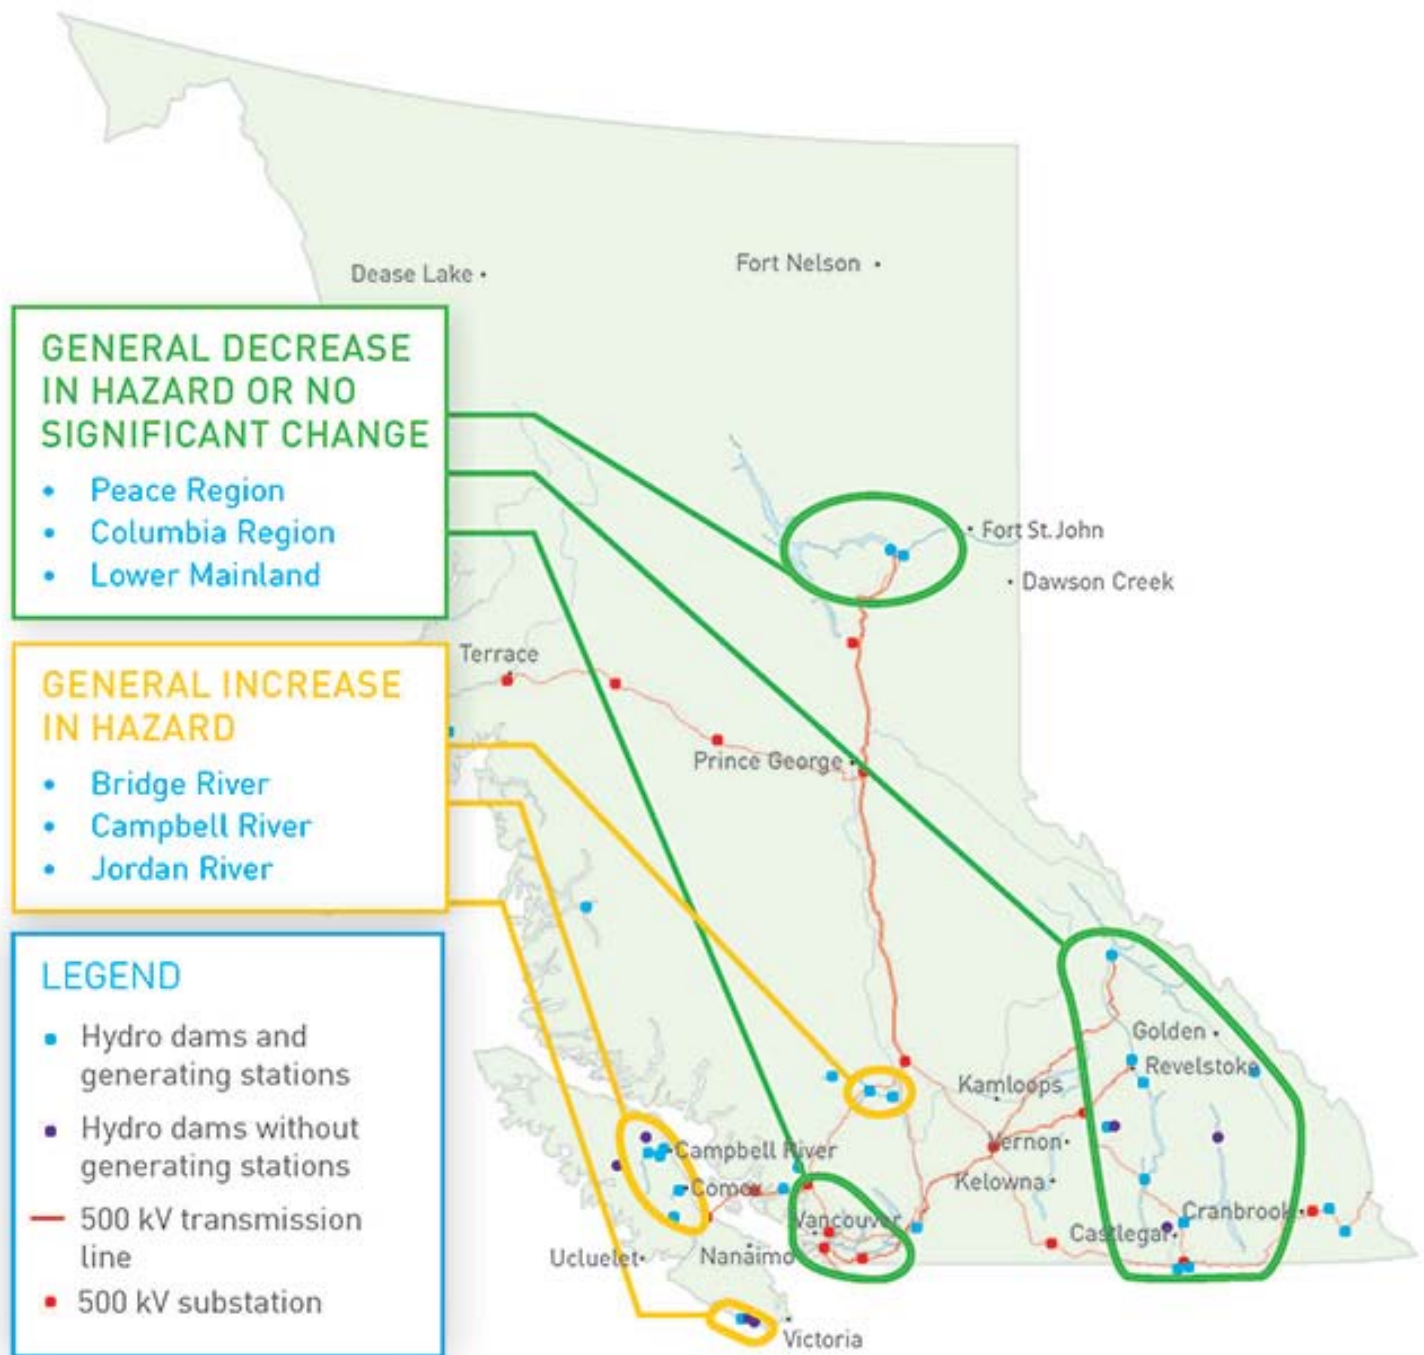 Dease Lake
Fort Nelson
GENERAL DECREASE
IN HAZARD OR NO
SIGNIFICANT CHANGE
• Peace Region
• Columbia Region
• Lower Mainland
Fort St. John
Dawson Creek
Terrace
GENERAL INCREASE
IN HAZARD
• Bridge River
• Campbell River
• Jordan River
Prince George
LEGEND
Hydro dams and
generating stations
Hydro dams without
generating stations
500 kV transmission
line
500 kV substation
Golden
Revelstoke
Kamloops
Vernon
Campbell River
Kelowna
Comox
Cranbrook
Vancouver
Castlegar
Ucluelet
Nanaimo
Victoria